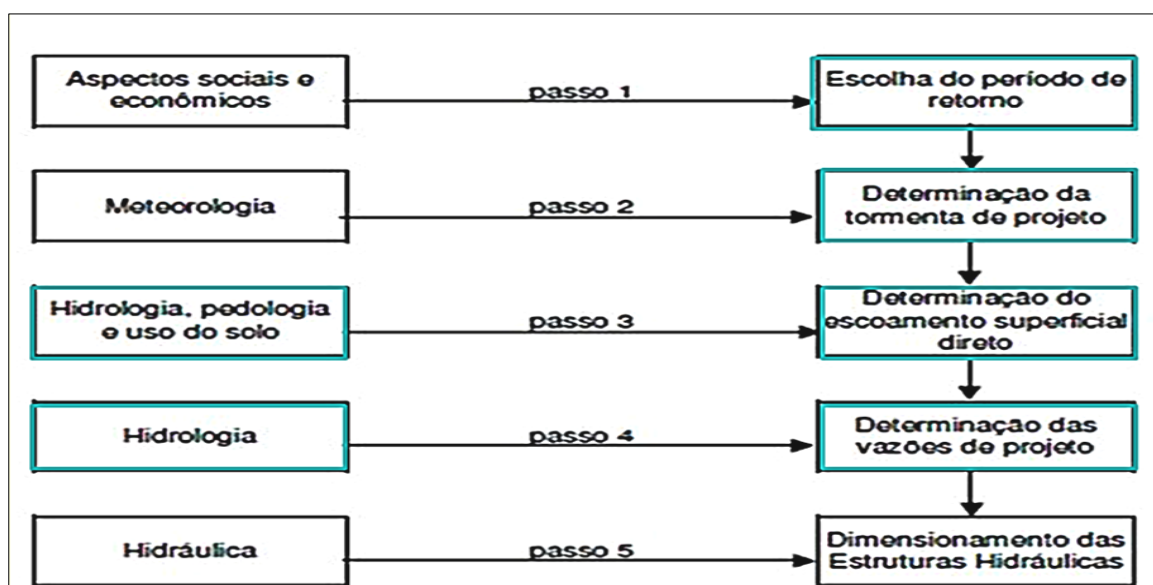 Aspectos sociais e
econômicos
passo 1
Escolha do período de
retorno
Meteorologia
passo 2
Determinação da
tormenta de projeto
Hidrologia, pedologia
e uso do solo
passo 3
Determinação do
escoamento superficial
direto
Hidrologia
passo 4
Determinação das
vazões de projeto
Hidráulica
passo 5
Dimensionamento das
Estruturas Hidráulicas